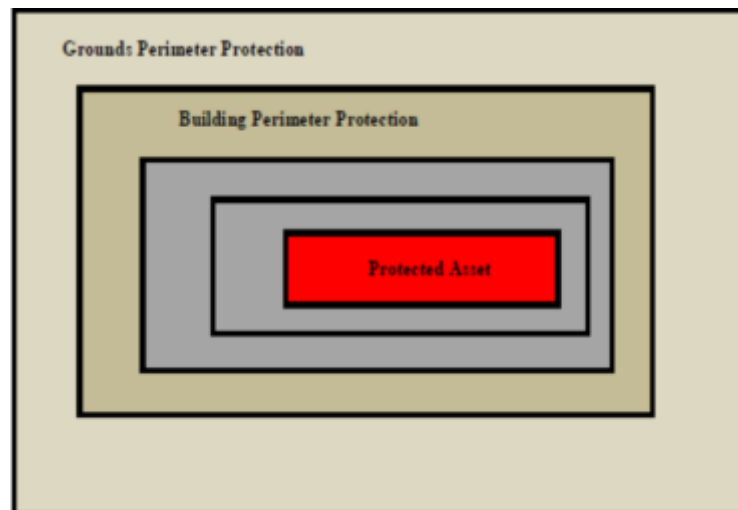 Grounds Perimeter Protection
Building Perimeter Protection
Protected Asset